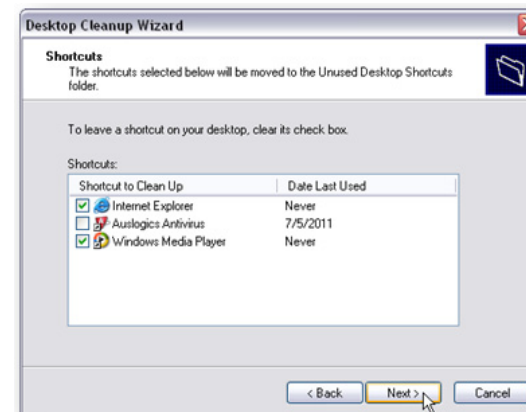 Desktop Cleanup Wizard
Shortcuts
The shortcuts selected below will be moved to the Unused Desktop Shortcuts
folder.
To leave a shortcut on your desktop, clear its check box.
Shortcuts:
Shortcut to Clean Up Date Last Used
Internet Explorer Never
Auslogics Antivirus 7/5/2011
Windows Media Player Never
< Back Next > Cancel